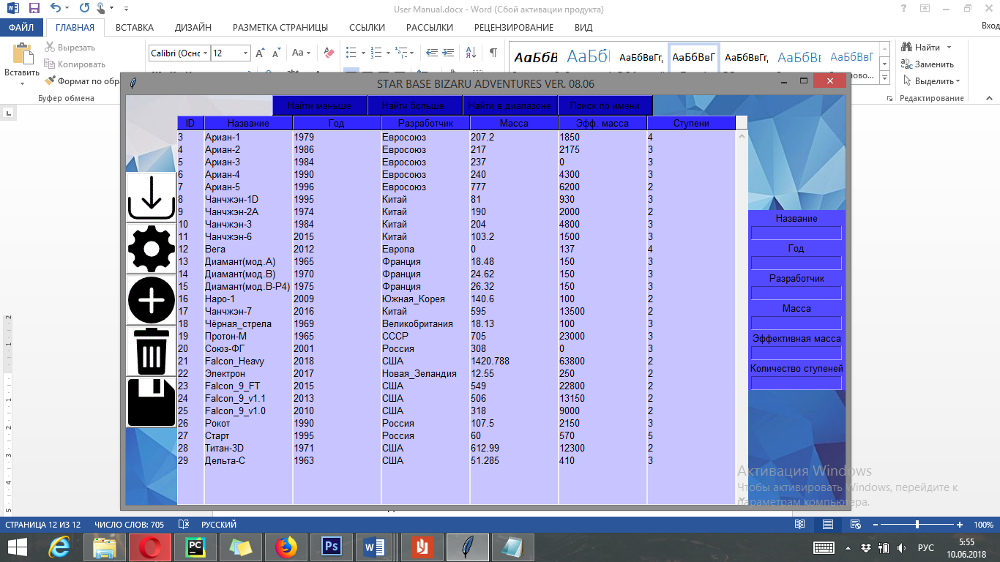 User Manual.docx - Word (Сбой активации продукта)
ФАЙЛ ГЛАВНАЯ ВСТАВКА ДИЗАЙН РАЗМЕТКА СТРАНИЦЫ ССЫЛКИ РАССЫЛКИ РЕЦЕНЗИРОВАНИЕ ВИД Вход
Вставить
Вырезать
Копировать
Формат по обра
Буфер обмена
Calibri (Оснс 12
АаБбВ АаБбІ АаБбВвГг, АаБбВвГ АаБбВвГг, АаБбВ АаБбВвГ
Найти
Заменить
Выделить
Редактирование
STAR BASE BIZARU ADVENTURES VER. 08.06
Найти меньше Найти больше Найти в диапазоне Поиск по имени
ID Название Год Разработчик Масса Эфф. масса Ступени
3 Ариан-1 1979 Евросоюз 207.2 1850 4
4 Ариан-2 1986 Евросоюз 217 2175 3
5 Ариан-3 1984 Евросоюз 237 0 3
6 Ариан-4 1990 Евросоюз 240 4300 3
7 Ариан-5 1996 Евросоюз 777 6200 2
8 Чанчжэн-1D 1995 Китай 81 930 3
9 Чанчжэн-2A 1974 Китай 190 2000 2
10 Чанчжэн-3 1984 Китай 204 4800 3
11 Чанчжэн-6 2015 Китай 103.2 1500 3
12 Вега 2012 Европа 0 137 4
13 Диамант(мод.А) 1965 Франция 18.48 150 3
14 Диамант(мод.В) 1970 Франция 24.62 150 3
15 Диамант(мод.В-Р4) 1975 Франция 26.32 150 3
16 Наро-1 2009 Южная_Корея 140.6 100 2
17 Чанчжэн-7 2016 Китай 595 13500 2
18 Чёрная_стрела 1969 Великобритания 18.13 100 3
19 Протон-М 1965 СССР 705 23000 3
20 Союз-ФГ 2001 Россия 308 0 3
21 Falcon_Heavy 2018 США 1420.788 63800 2
22 Электрон 2017 Новая_Зеландия 12.55 250 2
23 Falcon_9_FT 2015 США 549 22800 2
24 Falcon_9_v1.1 2013 США 506 13150 2
25 Falcon_9_v1.0 2010 США 318 9000 2
26 Рокот 1990 Россия 107.5 2150 3
27 Старт 1995 Россия 60 570 5
28 Титан-3D 1971 США 612.99 12300 2
29 Дельта-С 1963 США 51.285 410 3
Название
Год
Разработчик
Масса
Эффективная масса
Количество ступеней
Активация Windows
Чтобы активировать Windows, перейдите к
параметрам компьютера.
СТРАНИЦА 12 ИЗ 12 ЧИСЛО СЛОВ: 705 РУССКИЙ 100%
РУС
5:55
10.06.2018